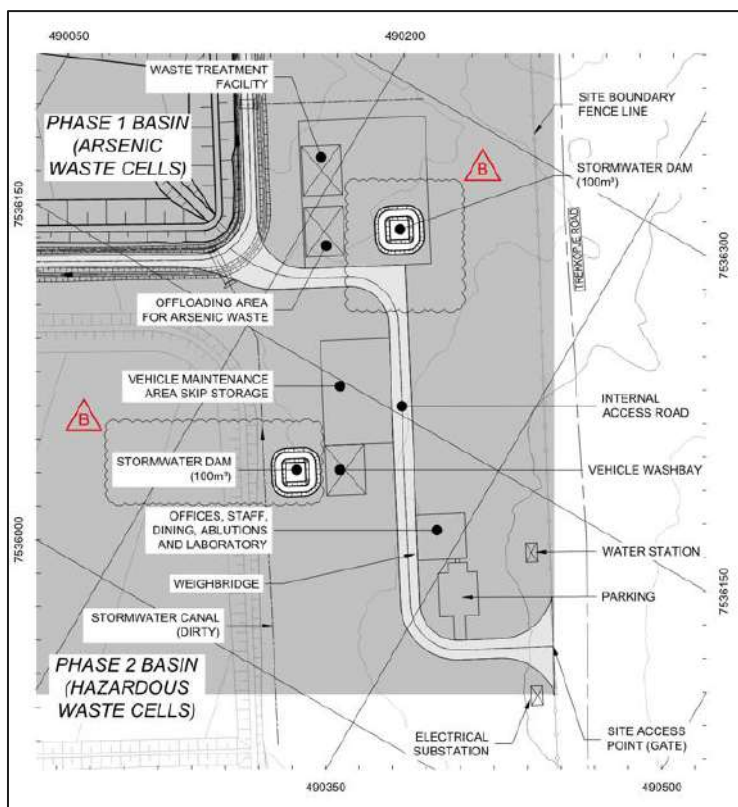 490050
490200
WASTE TREATMENT
FACILITY
PHASE 1 BASIN
(ARSENIC
WASTE CELLS)
SITE BOUNDARY
FENCE LINE
B
STORMWATER DAM
(100m³)
7536150
7536300
TREKKOPJE ROAD
OFFLOADING AREA
FOR ARSENIC WASTE
VEHICLE MAINTENANCE
AREA SKIP STORAGE
INTERNAL
ACCESS ROAD
B
STORMWATER DAM
(100m³)
VEHICLE WASHBAY
OFFICES, STAFF,
DINING, ABLUTIONS
AND LABORATORY
7536000
WATER STATION
WEIGHBRIDGE
PARKING
7536150
STORMWATER CANAL
(DIRTY)
PHASE 2 BASIN
(HAZARDOUS
WASTE CELLS)
ELECTRICAL
SUBSTATION
SITE ACCESS
POINT (GATE)
490350
490500